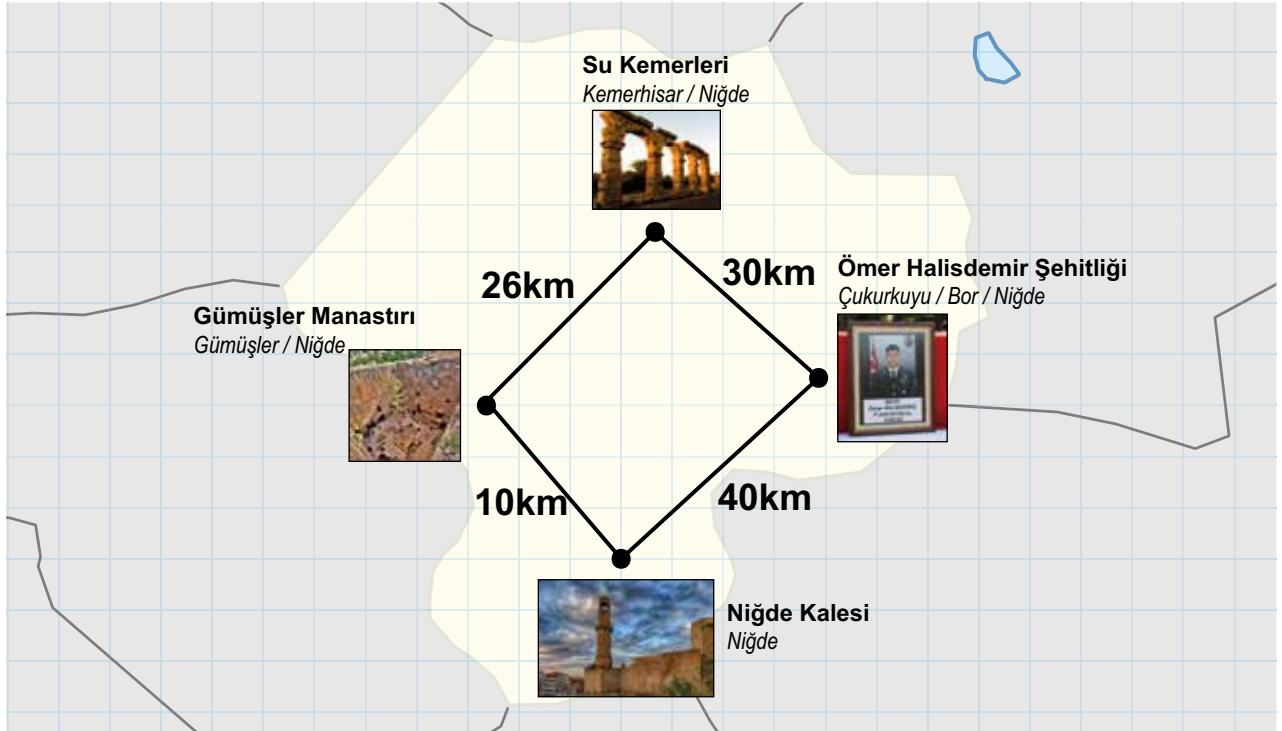 Su Kemerleri
Kemerhisar / Niğde
26km
30km
Ömer Halisdemir Şehitliği
Çukurkuyu / Bor / Niğde
Gümüşler Manastırı
Gümüşler / Niğde
10km
40km
Niğde Kalesi
Niğde